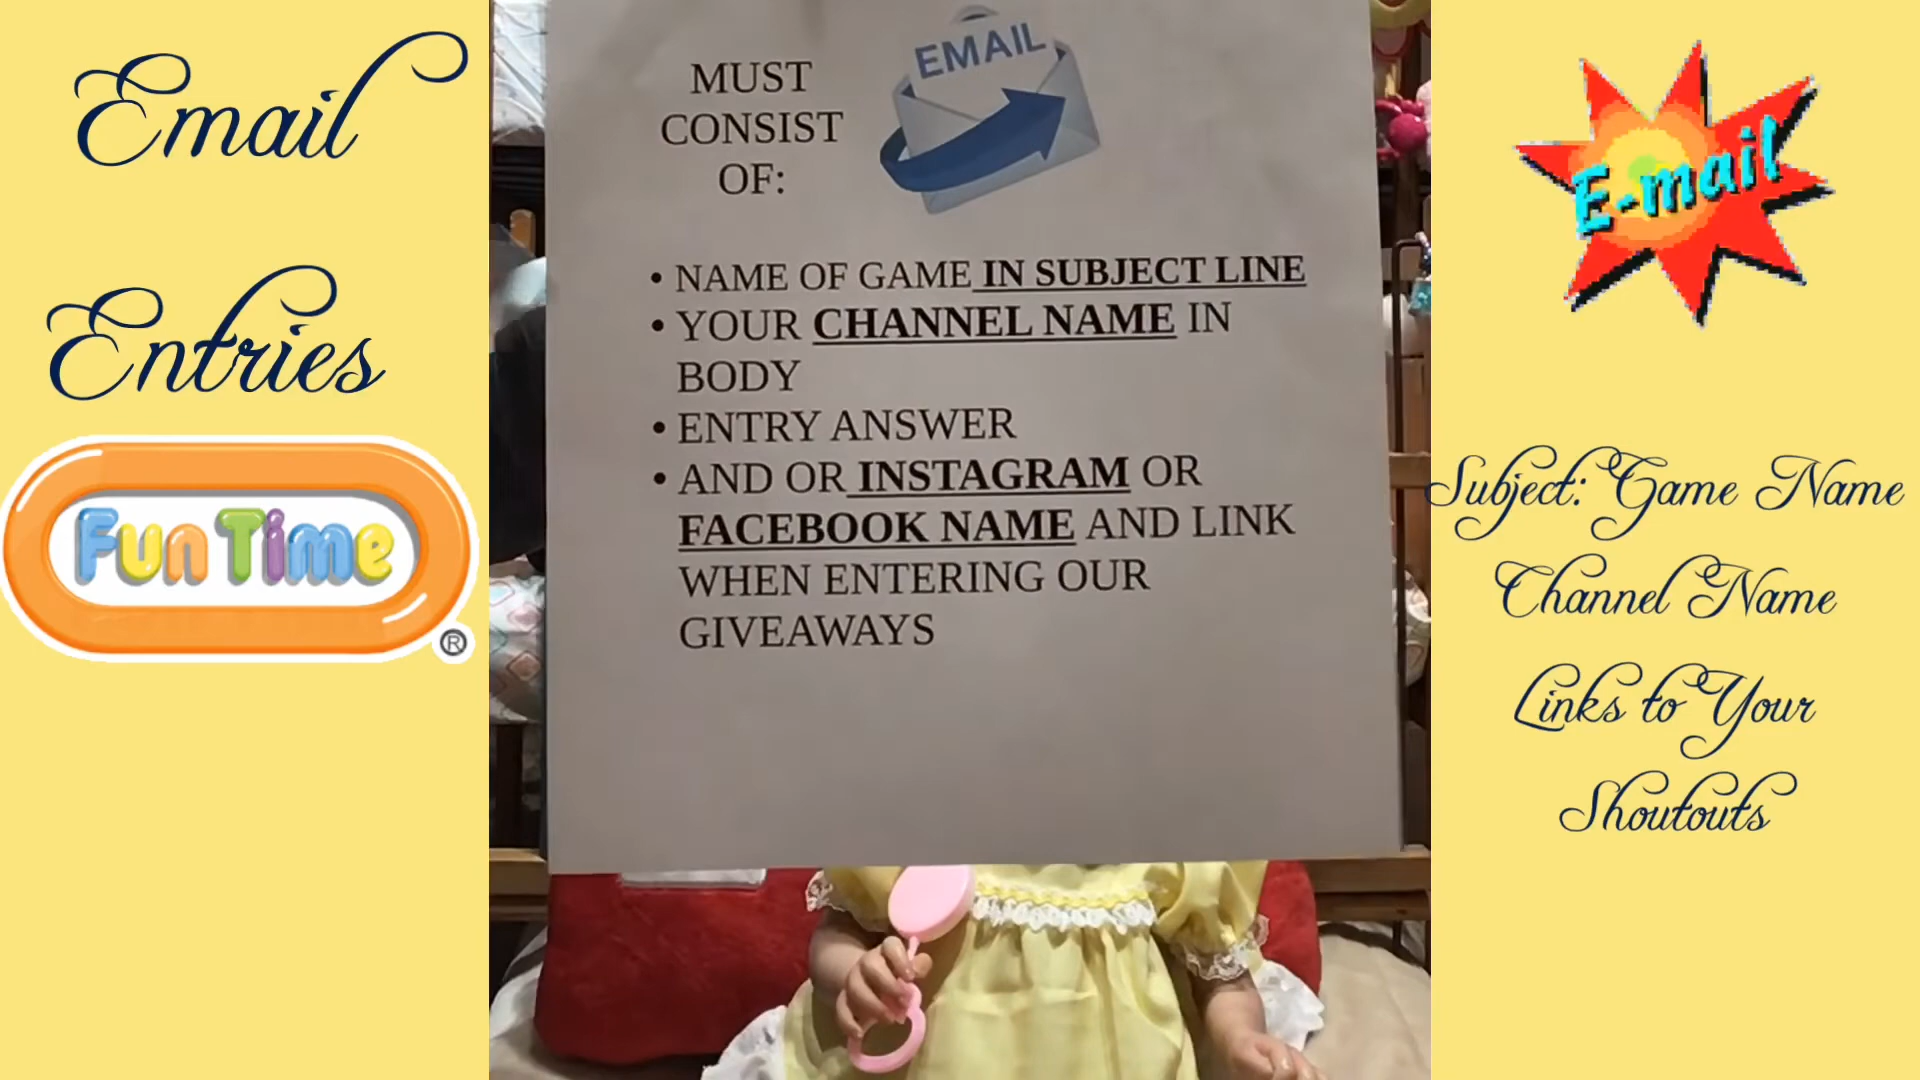 Email
Entries
Fun Time
®
EMAIL
MUST
CONSIST
OF:
• NAME OF GAME IN SUBJECT LINE
• YOUR CHANNEL NAME IN
BODY
• ENTRY ANSWER
• AND OR INSTAGRAM OR
FACEBOOK NAME AND LINK
WHEN ENTERING OUR
GIVEAWAYS
E-mail
Subject: Game Name
Channel Name
Links to Your
Shoutouts